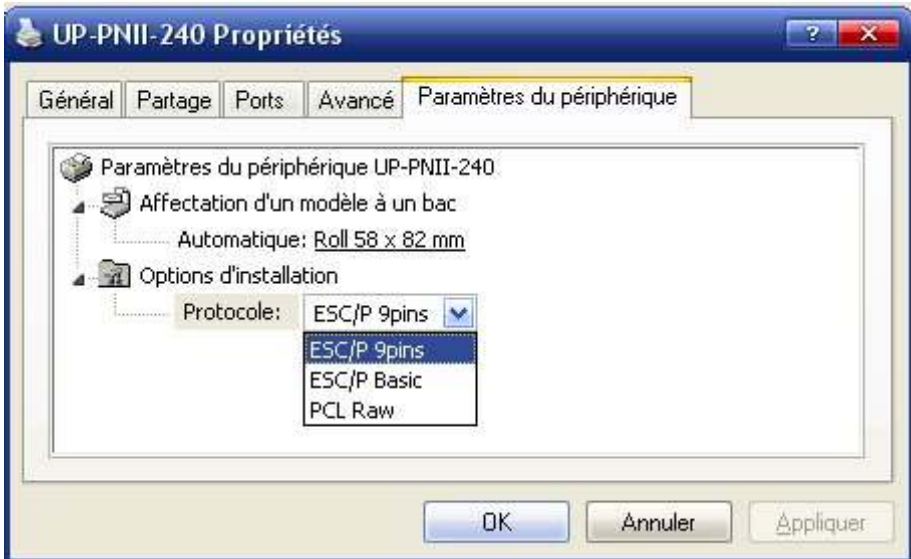 UP-PNII-240 Propriétés
Général Partage Ports Avancé Paramètres du périphérique
Paramètres du périphérique UP-PNII-240
Affectation d'un modèle à un bac
Automatique: Roll 58 x 82 mm
Options d'installation
Protocole: ESC/P 9pins
ESC/P 9pins
ESC/P Basic
PCL Raw
OK Annuler Appliquer